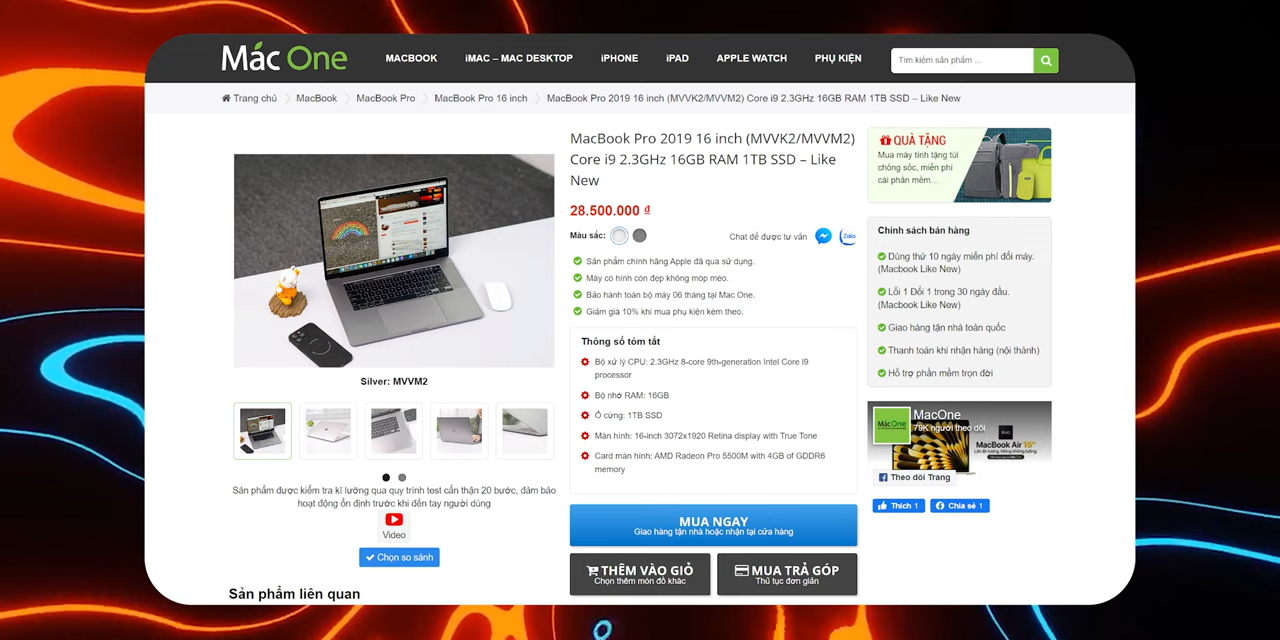 Mác One
MACBOOK
iMAC – MAC DESKTOP
iPHONE
iPAD
APPLE WATCH
PHỤ KIỆN
Tìm kiếm sản phẩm ...
Trang chủ
MacBook
MacBook Pro
MacBook Pro 16 inch
MacBook Pro 2019 16 inch (MVVK2/MVVM2) Core i9 2.3GHz 16GB RAM 1TB SSD – Like New
Silver: MVVM2
Sản phẩm được kiểm tra kĩ lưỡng qua quy trình test cẩn thận 20 bước, đảm bảo
hoạt động ổn định trước khi đến tay người dùng
Video
Chọn so sánh
Sản phẩm liên quan
MacBook Pro 2019 16 inch (MVVK2/MVVM2)
Core i9 2.3GHz 16GB RAM 1TB SSD – Like
New
28.500.000 ₫
Màu sắc:
Chat để được tư vấn
Zalo
Sản phẩm chính hãng Apple đã qua sử dụng.
Máy có hình còn đẹp không móp méo.
Bảo hành toàn bộ máy 06 tháng tại Mac One.
Giảm giá 10% khi mua phụ kiện kèm theo.
Thông số tóm tắt
Bộ xử lý CPU: 2.3GHz 8-core 9th-generation Intel Core i9
processor
Bộ nhớ RAM: 16GB
Ổ cứng: 1TB SSD
Màn hình: 16-inch 3072x1920 Retina display with True Tone
Card màn hình: AMD Radeon Pro 5500M with 4GB of GDDR6
memory
MUA NGAY
Giao hàng tận nhà hoặc nhận tại cửa hàng
THÊM VÀO GIỎ
Chọn thêm món đồ khác
MUA TRẢ GÓP
Thủ tục đơn giản
QUÀ TẶNG
Mua máy tính tặng túi
chống sốc, miễn phí
cài phần mềm...
Chính sách bán hàng
Dùng thử 10 ngày miễn phí đổi máy.
(Macbook Like New)
Lỗi 1 Đổi 1 trong 30 ngày đầu.
(Macbook Like New)
Giao hàng tận nhà toàn quốc
Thanh toán khi nhận hàng (nội thành)
Hỗ trợ phần mềm trọn đời
MácOne
MacOne
79K người theo dõi
MacBook Air 15"
Theo dõi Trang
Thích 1
Chia sẻ 1